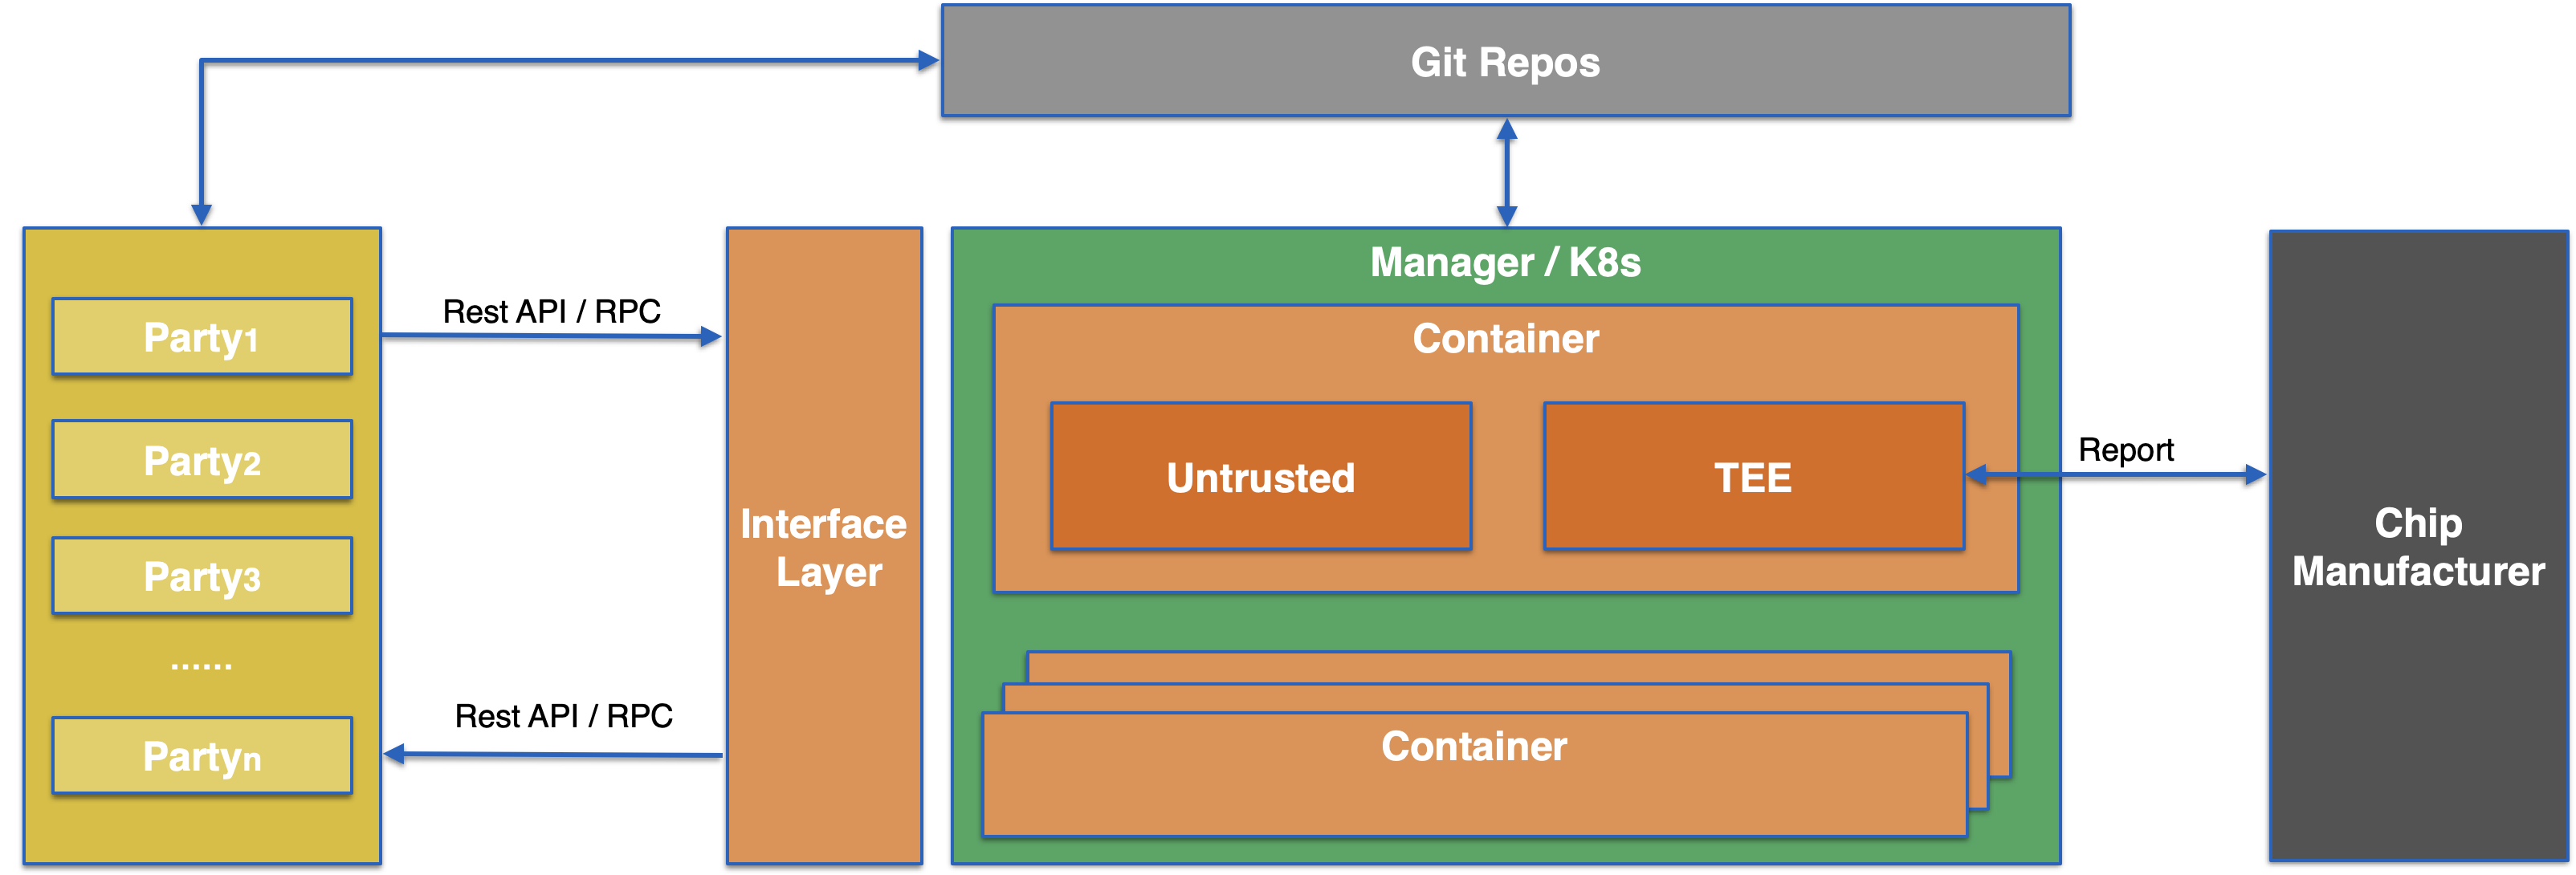 Git Repos
Party1
Party2
Party3
......
Partyn
Rest API / RPC
Rest API / RPC
Interface
Layer
Manager / K8s
Container
Untrusted
TEE
Container
Report
Chip
Manufacturer